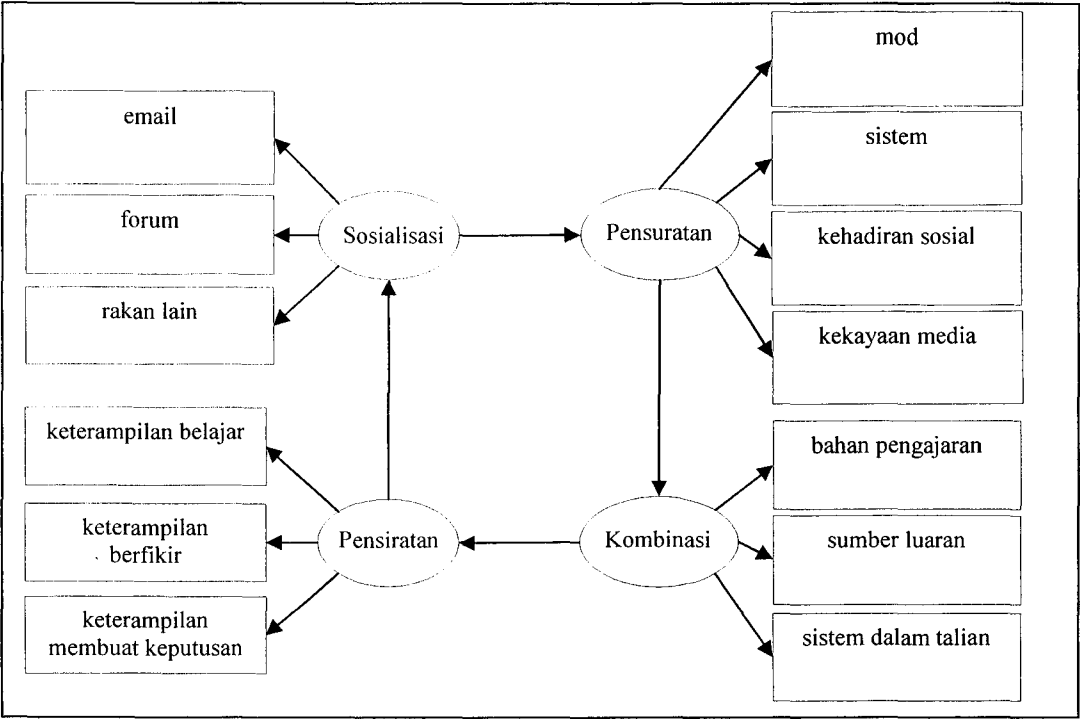 mod
email
sistem
forum
Sosialisasi
Pensuratan
kehadiran sosial
rakan lain
kekayaan media
keterampilan belajar
bahan pengajaran
keterampilan
berfikir
Pensiratan
Kombinasi
sumber luaran
keterampilan
membuat keputusan
sistem dalam talian